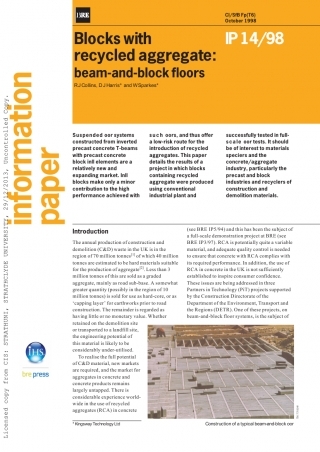 BRE
CI/SfB Fp(76)
October 1998
Blocks with
recycled aggregate:
beam-and-block floors
R J Collins, D J Harris* and W Sparkes*
IP 14/98
information
paper
Licensed copy from CIS: STRATHUNI, STRATHCLYDE UNIVERSITY, 29/12/2013, Uncontrolled Copy.
Suspended oor systems
constructed from inverted
precast concrete T-beams
with precast concrete
block infill elements are a
relatively new and
expanding market. Infill
blocks make only a minor
contribution to the high
performance achieved with
such oors, and thus offer
a low-risk route for the
introduction of recycled
aggregates. This paper
details the results of a
project in which blocks
containing recycled
aggregate were produced
using conventional
industrial plant and
successfully tested in full-
scale oor tests. It should
be of interest to materials
speciers and the
concrete/aggregate
industry, particularly the
precast and block
industries and recyclers of
construction and
demolition materials.
Introduction
The annual production of construction and
demolition (C&D) waste in the UK is in the
region of 70 million tonnes[1] of which 40 million
tonnes are estimated to be hard materials suitable
for the production of aggregate[2]. Less than 3
million tonnes of this are sold as a graded
aggregate, mainly as road sub-base. A somewhat
greater quantity (possibly in the region of 10
million tonnes) is sold for use as hard-core, or as
'capping layer' for earthworks prior to road
construction. The remainder is regarded as
having little or no monetary value. Whether
retained on the demolition site
or transported to a landfill site,
the engineering potential of
this material is likely to be
considerably under-utilised.
To realise the full potential
of C&D material, new markets
are required, and the market for
aggregates in concrete and
concrete products remains
largely untapped. There is
considerable experience world-
wide in the use of recycled
aggregates (RCA) in concrete
(see BRE IP5/94) and this has been the subject of
a full-scale demonstration project at BRE (see
BRE IP3/97). RCA is potentially quite a variable
material, and adequate quality control is needed
to ensure that concrete with RCA complies with
its required performance. In addition, the use of
RCA in concrete in the UK is not sufficiently
established to inspire consumer confidence.
These issues are being addressed in three
Partners in Technology (PiT) projects supported
by the Construction Directorate of the
Department of the Environment, Transport and
the Regions (DETR). One of these projects, on
beam-and-block floor systems, is the subject of
IHS
bre press
* Kingsway Technology Ltd
Construction of a typical beam-and-block oor